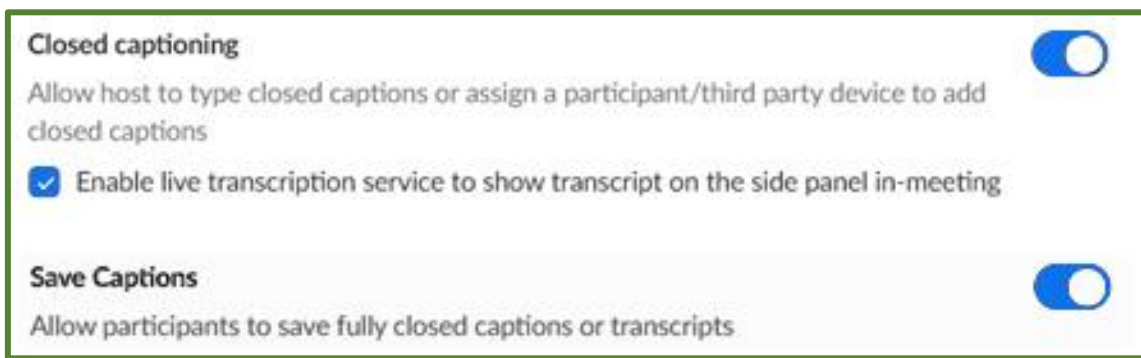 Closed captioning
Allow host to type closed captions or assign a participant/third party device to add
closed captions
Enable live transcription service to show transcript on the side panel in-meeting
Save Captions
Allow participants to save fully closed captions or transcripts